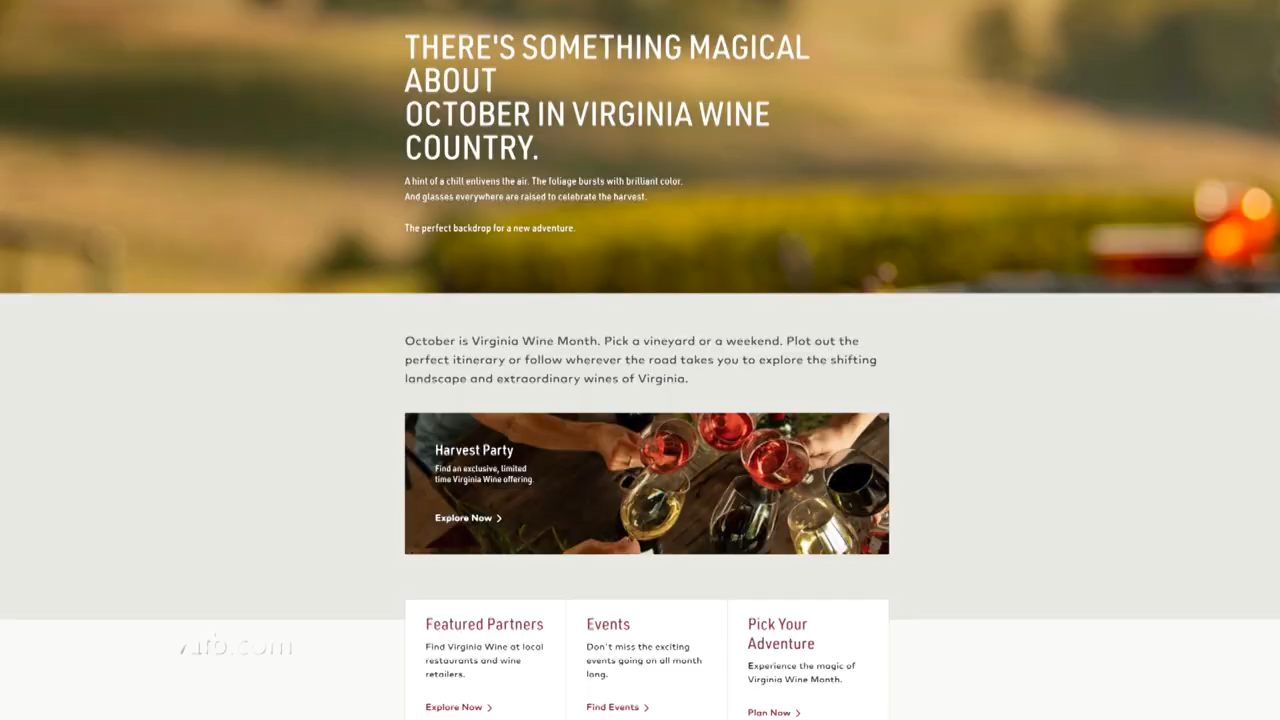 THERE'S SOMETHING MAGICAL
ABOUT
OCTOBER IN VIRGINIA WINE
COUNTRY.
A hint of a chill enlivens the air. The foliage bursts with brilliant color.
And glasses everywhere are raised to celebrate the harvest.
The perfect backdrop for a new adventure.
October is Virginia Wine Month. Pick a vineyard or a weekend. Plot out the
perfect itinerary or follow wherever the road takes you to explore the shifting
landscape and extraordinary wines of Virginia.
Harvest Party
Find an exclusive, limited
time Virginia Wine offering.
Explore Now
Featured Partners
Find Virginia Wine at local
restaurants and wine
retailers.
Explore Now
Events
Don't miss the exciting
events going on all month
long.
Find Events
Pick Your
Adventure
Experience the magic of
Virginia Wine Month.
Plan Now